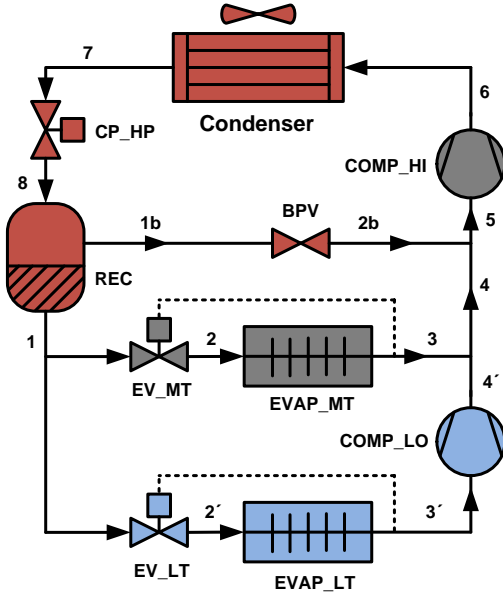 7
6
CP_HP
Condenser
COMP_HI
8
1b
BPV
2b
5
REC
4
1
2
3
EV_MT
EVAP_MT
4´
COMP_LO
2´
3´
EV_LT
EVAP_LT